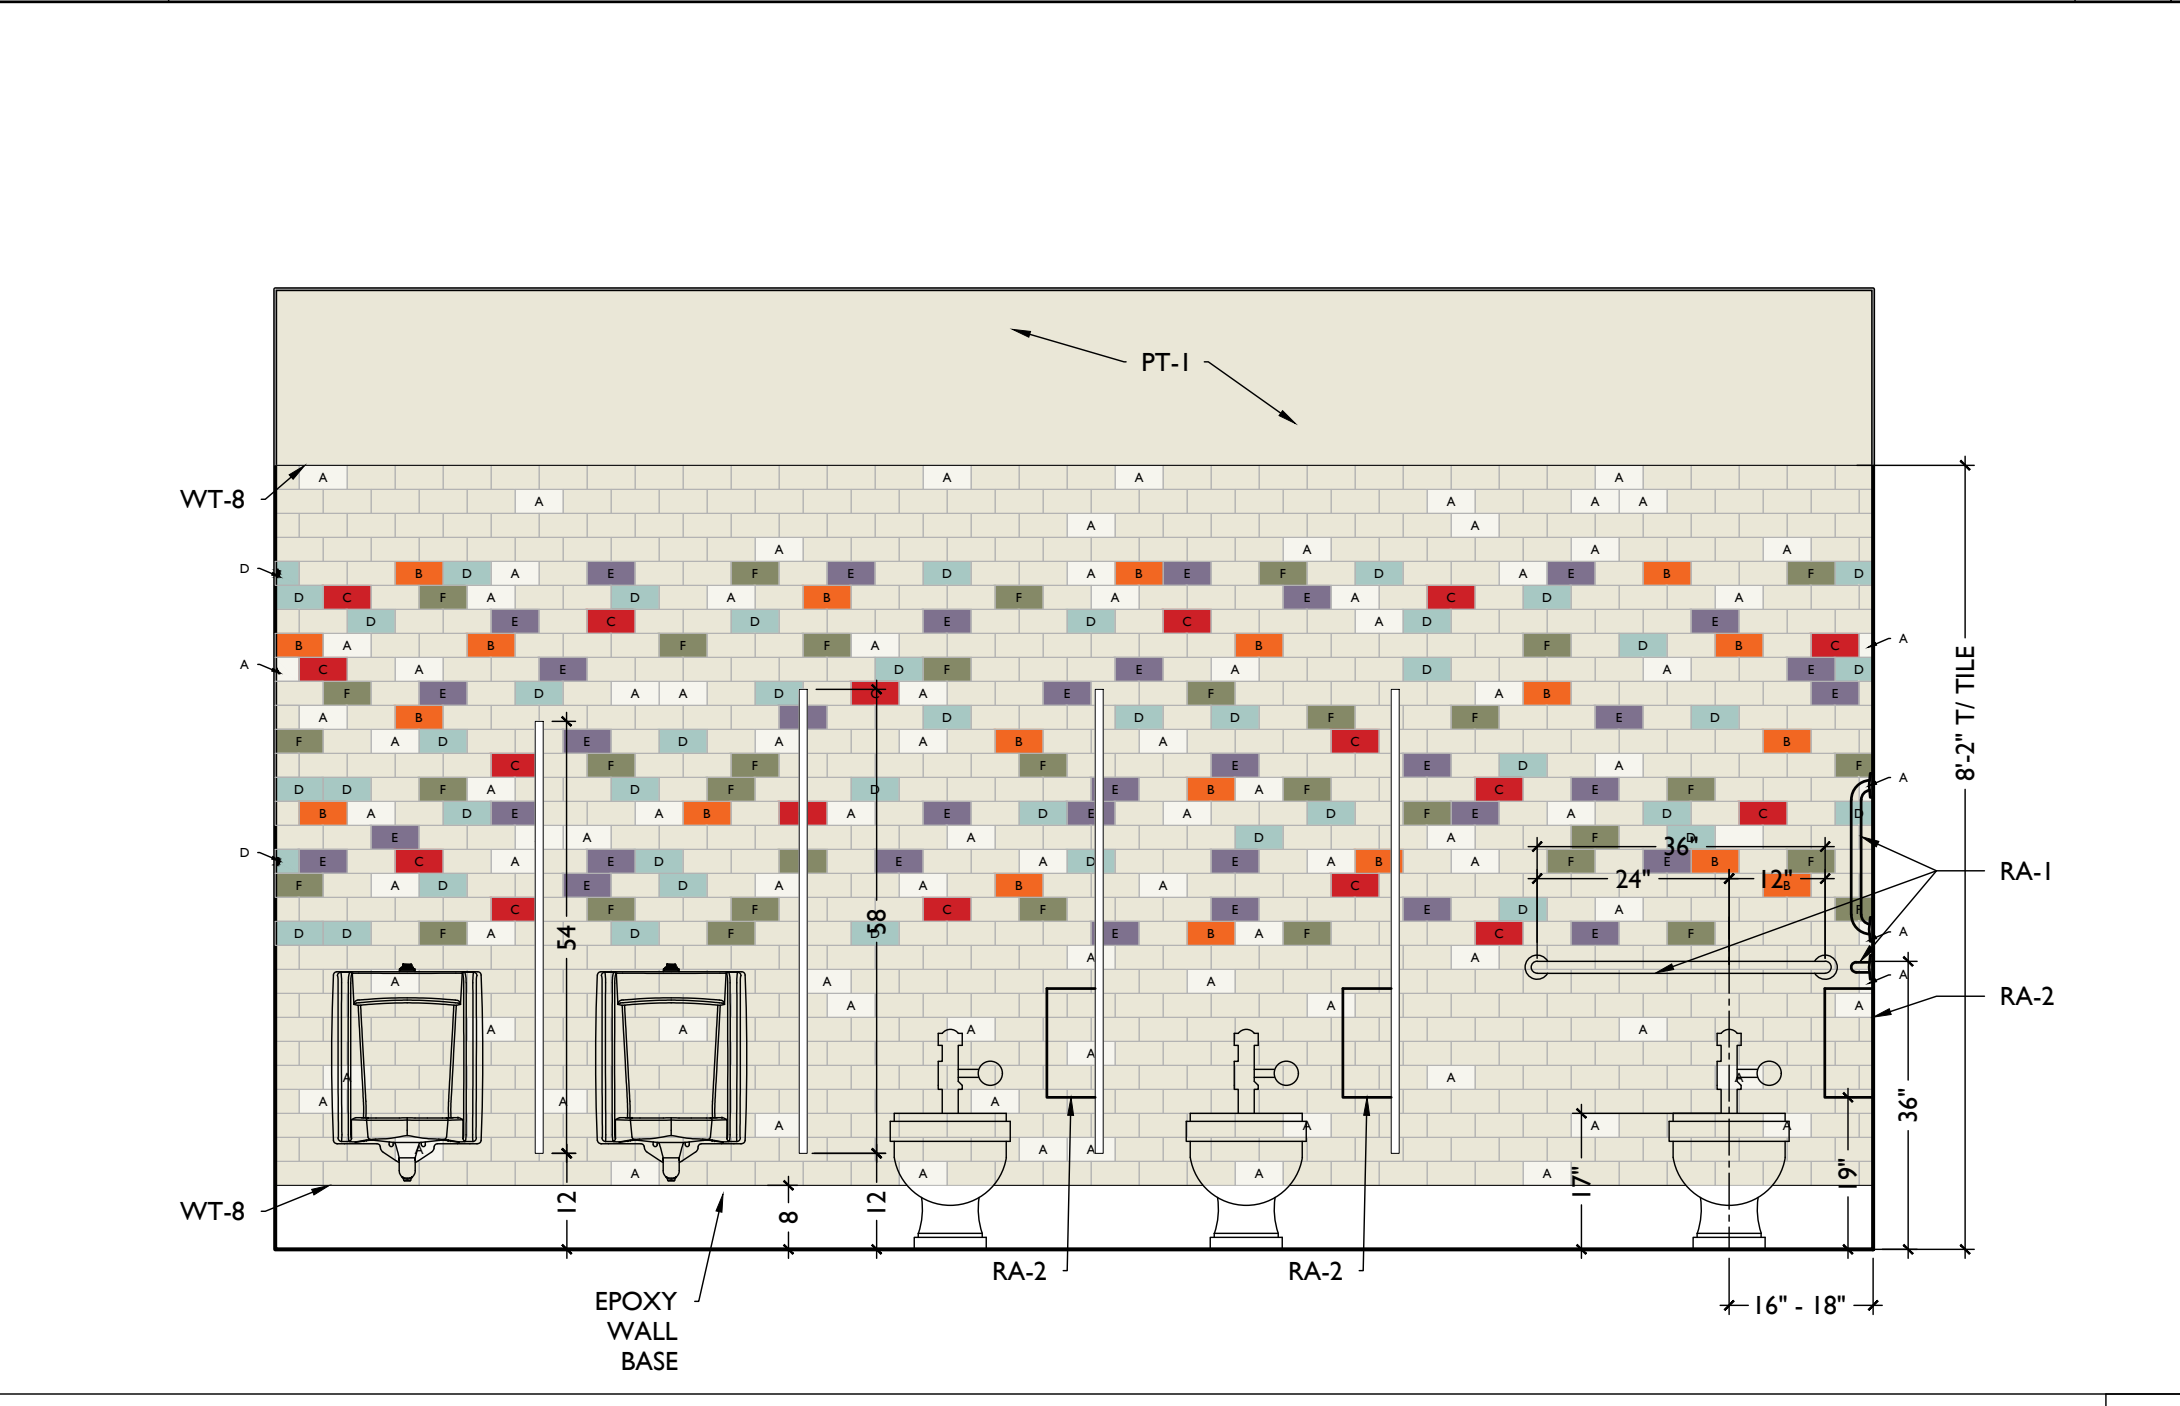 PT-1
WT-8
A A A A
A A A A
A A
A A A A
D B D A E F E D A B E F D A E B F D
D C F A D A B F A E A C D A
D E C D E D C A D E
B A B F F A B F D B C A
A C A E D F E A D A E D
F E D A A D C A E F A B E
A B D D D F F E D
F A D E D A A B A C B
C F F F E E D A F
D D F A D F D E B A F C E F A
B A D E A B A E D E A D F E A D C D
E A A D A F D
D E C A E D E A D E A B A F E B F
F A D E D A A B A C B
36"
24" 12"
RA-1
C F F C F E E D A F
D D F A D F D E B A F C E F A
54
58
A A
A A A A
A A A
RA-2
A A A A
A
A A A
A A A
A A A A
A A A
A A A A
WT-8
12
8
12
17"
19"
36"
8'-2" T/ TILE
RA-2
RA-2
16" - 18"
EPOXY
WALL
BASE